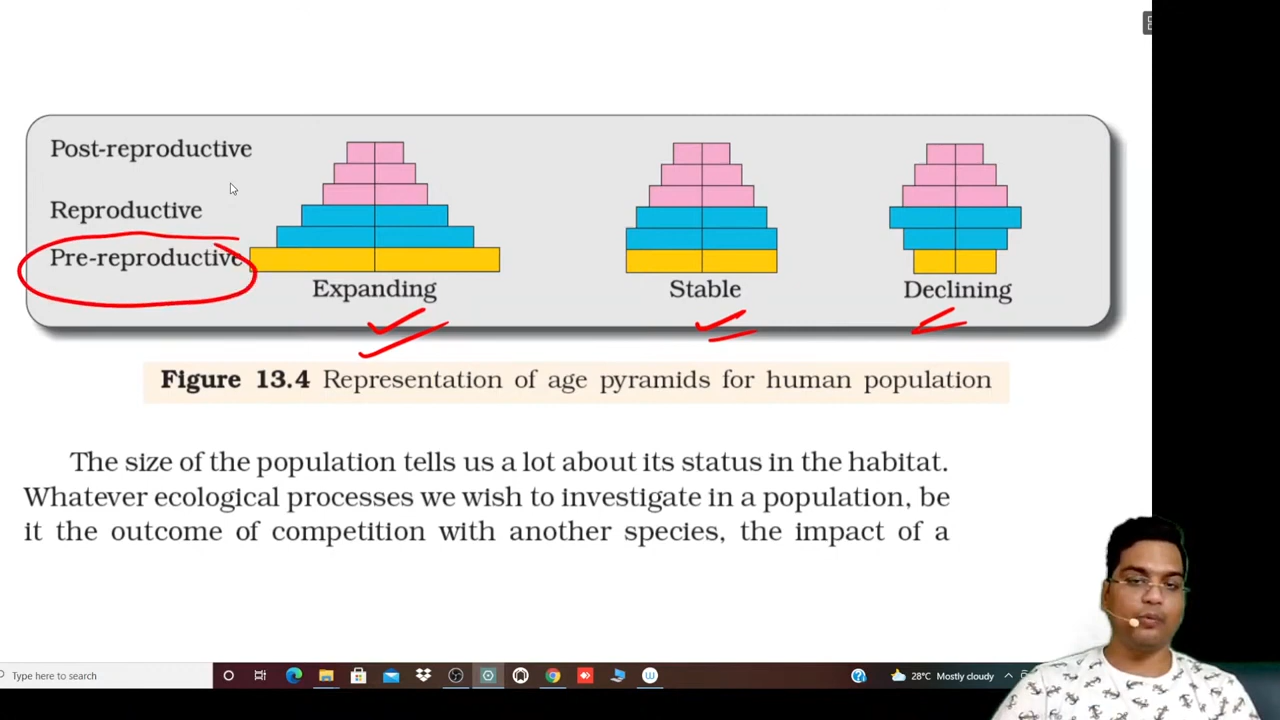 Post-reproductive
Reproductive
Pre-reproductive
Expanding
Stable
Declining
Figure 13.4 Representation of age pyramids for human population
The size of the population tells us a lot about its status in the habitat.
Whatever ecological processes we wish to investigate in a population, be
it the outcome of competition with another species, the impact of a
Type here to search
28°C Mostly cloudy